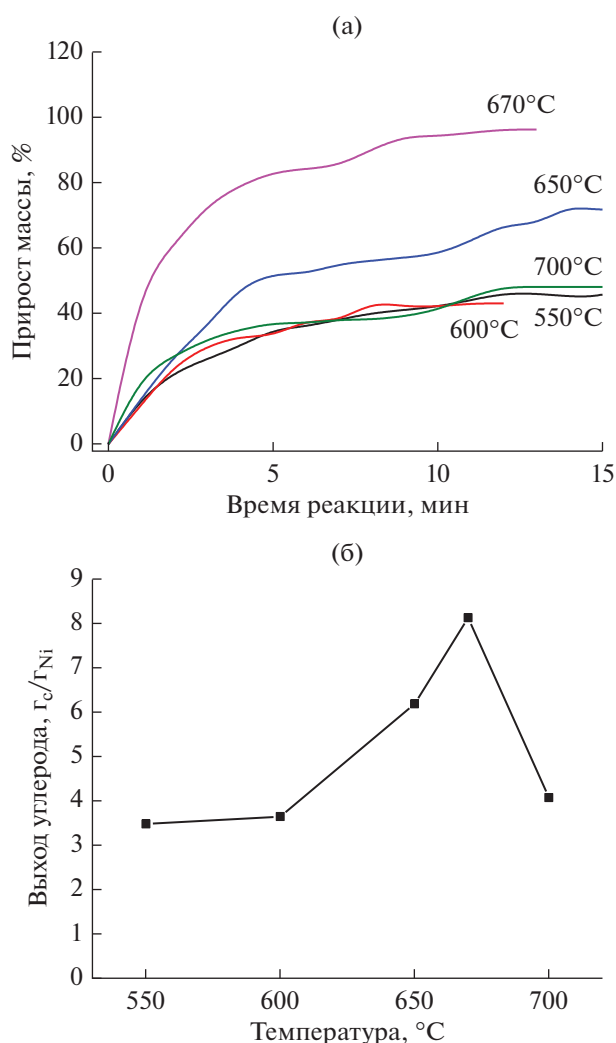 (а)
120
100
80
60
40
20
0
Прирост массы, %
670°C
650°C
700°C
550°C
600°C
0 5 10 15
Время реакции, мин
(б)
9
8
7
6
5
4
3
2
1
0
Выход углерода, гc/гNi
550 600 650 700
Температура, °C